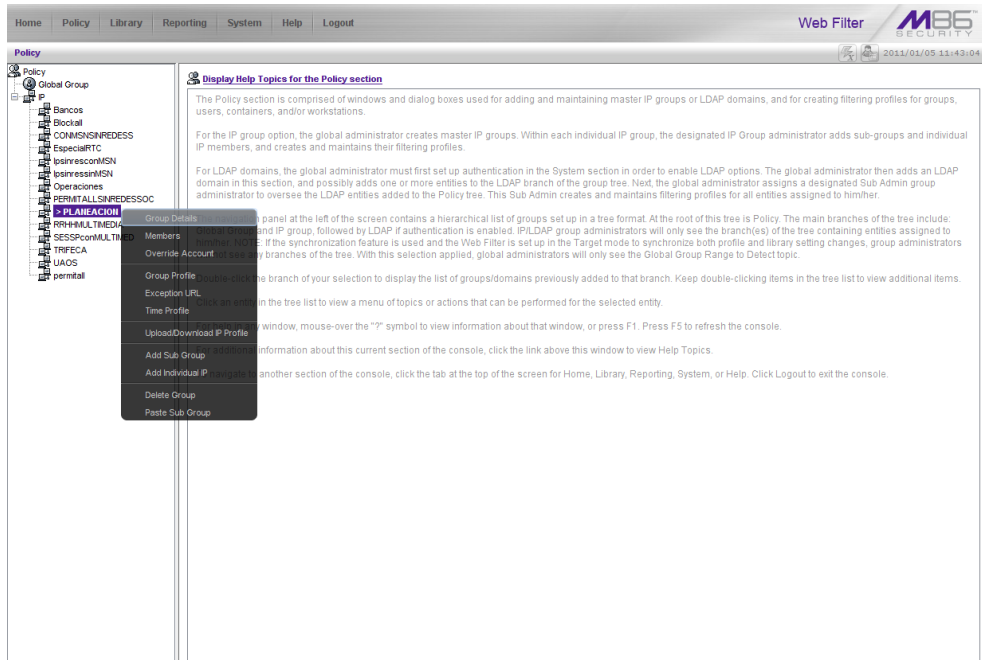 Home Policy Library Reporting System Help Logout
Web Filter
M86
SECURITY
Policy
2011/01/05 11:43:04
Policy
Global Group
IP
Bancos
Blockall
CONMSNSINREDESS
EspecialRTC
IpsinresconMSN
IpsinressinMSN
Operaciones
PERMITALLSINREDESSOC
> PLANEACION
RRHHMULTIMEDIA
SESSPconMULTIMED
TRIFECA
UAOS
permitall
Group Details
Members
Override Account
Group Profile
Exception URL
Time Profile
Upload/Download IP Profile
Add Sub Group
Add Individual IP
Delete Group
Paste Sub Group
Display Help Topics for the Policy section
The Policy section is comprised of windows and dialog boxes used for adding and maintaining master IP groups or LDAP domains, and for creating filtering profiles for groups,
users, containers, and/or workstations.
For the IP group option, the global administrator creates master IP groups. Within each individual IP group, the designated IP Group administrator adds sub-groups and individual
IP members, and creates and maintains their filtering profiles.
For LDAP domains, the global administrator must first set up authentication in the System section in order to enable LDAP options. The global administrator then adds an LDAP
domain in this section, and possibly adds one or more entities to the LDAP branch of the group tree. Next, the global administrator assigns a designated Sub Admin group
administrator to oversee the LDAP entities added to the Policy tree. This Sub Admin creates and maintains filtering profiles for all entities assigned to him/her.
The navigation panel at the left of the screen contains a hierarchical list of groups set up in a tree format. At the root of this tree is Policy. The main branches of the tree include:
Global Group and IP group, followed by LDAP if authentication is enabled. IP/LDAP group administrators will only see the branch(es) of the tree containing entities assigned to
him/her. NOTE: If the synchronization feature is used and the Web Filter is set up in the Target mode to synchronize both profile and library setting changes, group administrators
not see any branches of the tree. With this selection applied, global administrators will only see the Global Group Range to Detect topic.
Double-click the branch of your selection to display the list of groups/domains previously added to that branch. Keep double-clicking items in the tree list to view additional items.
Click an entity in the tree list to view a menu of topics or actions that can be performed for the selected entity.
For help in any window, mouse-over the "?" symbol to view information about that window, or press F1. Press F5 to refresh the console.
For additional information about this current section of the console, click the link above this window to view Help Topics.
navigate to another section of the console, click the tab at the top of the screen for Home, Library, Reporting, System, or Help. Click Logout to exit the console.